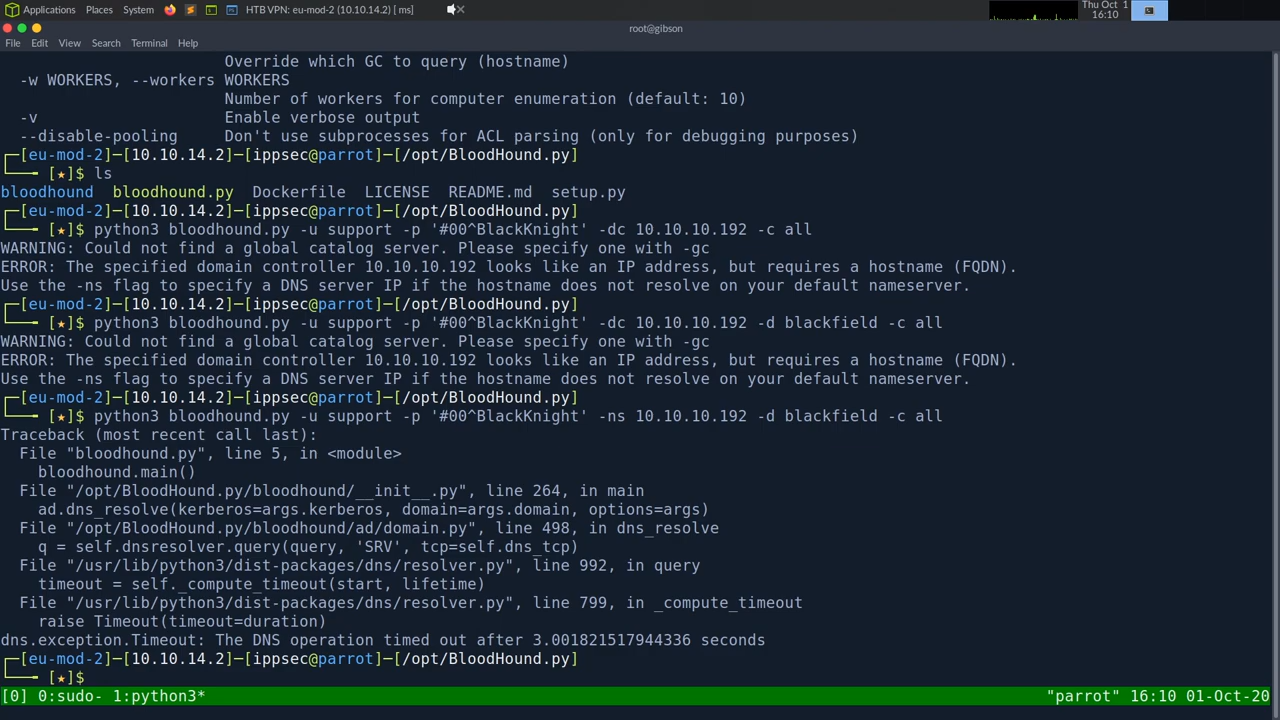 Applications Places System HTB VPN: eu-mod-2 (10.10.14.2) [ ms] Thu Oct 1
16:10
root@gibson
File Edit View Search Terminal Help
Override which GC to query (hostname)
-w WORKERS, --workers WORKERS
Number of workers for computer enumeration (default: 10)
-v Enable verbose output
--disable-pooling Don't use subprocesses for ACL parsing (only for debugging purposes)
┌─[eu-mod-2]─[10.10.14.2]─[ippsec@parrot]─[/opt/BloodHound.py]
└──╼ [★]$ ls
bloodhound bloodhound.py Dockerfile LICENSE README.md setup.py
┌─[eu-mod-2]─[10.10.14.2]─[ippsec@parrot]─[/opt/BloodHound.py]
└──╼ [★]$ python3 bloodhound.py -u support -p '#00^BlackKnight' -dc 10.10.10.192 -c all
WARNING: Could not find a global catalog server. Please specify one with -gc
ERROR: The specified domain controller 10.10.10.192 looks like an IP address, but requires a hostname (FQDN).
Use the -ns flag to specify a DNS server IP if the hostname does not resolve on your default nameserver.
┌─[eu-mod-2]─[10.10.14.2]─[ippsec@parrot]─[/opt/BloodHound.py]
└──╼ [★]$ python3 bloodhound.py -u support -p '#00^BlackKnight' -dc 10.10.10.192 -d blackfield -c all
WARNING: Could not find a global catalog server. Please specify one with -gc
ERROR: The specified domain controller 10.10.10.192 looks like an IP address, but requires a hostname (FQDN).
Use the -ns flag to specify a DNS server IP if the hostname does not resolve on your default nameserver.
┌─[eu-mod-2]─[10.10.14.2]─[ippsec@parrot]─[/opt/BloodHound.py]
└──╼ [★]$ python3 bloodhound.py -u support -p '#00^BlackKnight' -ns 10.10.10.192 -d blackfield -c all
Traceback (most recent call last):
File "bloodhound.py", line 5, in <module>
bloodhound.main()
File "/opt/BloodHound.py/bloodhound/__init__.py", line 264, in main
ad.dns_resolve(kerberos=args.kerberos, domain=args.domain, options=args)
File "/opt/BloodHound.py/bloodhound/ad/domain.py", line 498, in dns_resolve
q = self.dnsresolver.query(query, 'SRV', tcp=self.dns_tcp)
File "/usr/lib/python3/dist-packages/dns/resolver.py", line 992, in query
timeout = self._compute_timeout(start, lifetime)
File "/usr/lib/python3/dist-packages/dns/resolver.py", line 799, in _compute_timeout
raise Timeout(timeout=duration)
dns.exception.Timeout: The DNS operation timed out after 3.001821517944336 seconds
┌─[eu-mod-2]─[10.10.14.2]─[ippsec@parrot]─[/opt/BloodHound.py]
└──╼ [★]$
[0] 0:sudo- 1:python3* "parrot" 16:10 01-Oct-20